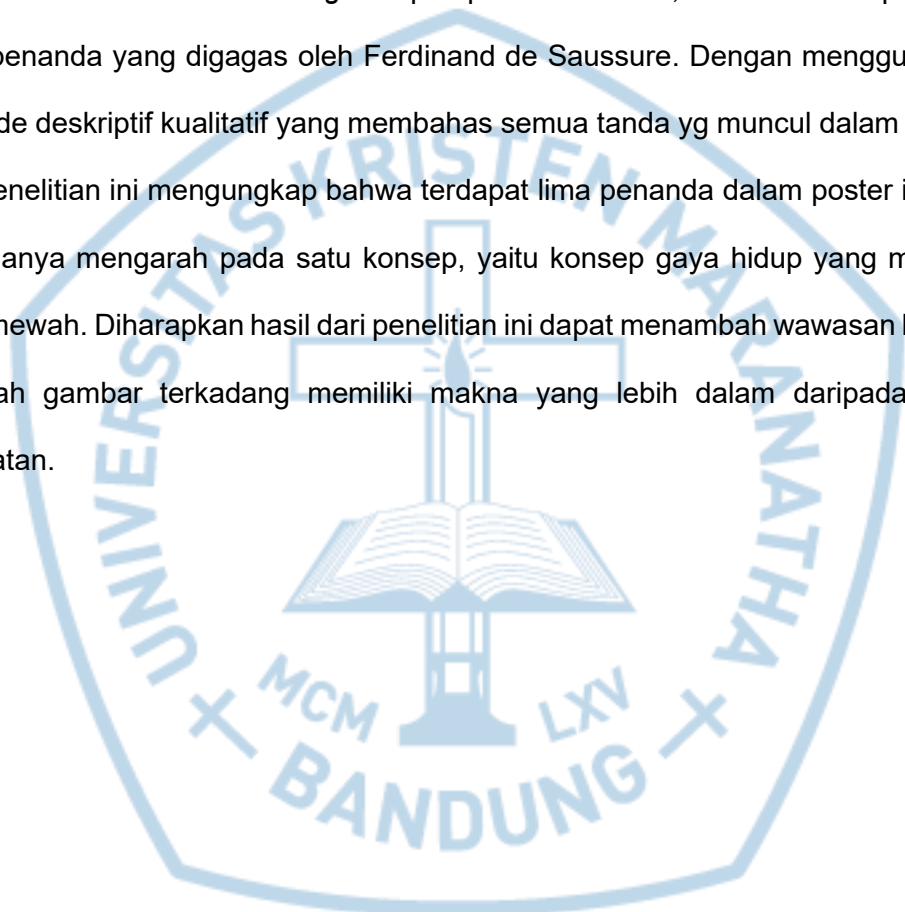 penanda yang digagas oleh Ferdinand de Saussure. Dengan menggu
de deskriptif kualitatif yang membahas semua tanda yg muncul dalam
enelitian ini mengungkap bahwa terdapat lima penanda dalam poster i
anya mengarah pada satu konsep, yaitu konsep gaya hidup yang m
newah. Diharapkan hasil dari penelitian ini dapat menambah wawasan
ah gambar terkadang memiliki makna yang lebih dalam daripada
atan.
UNIVERSITAS KRISTEN MARANATHA
MCM LXV
BANDUNG